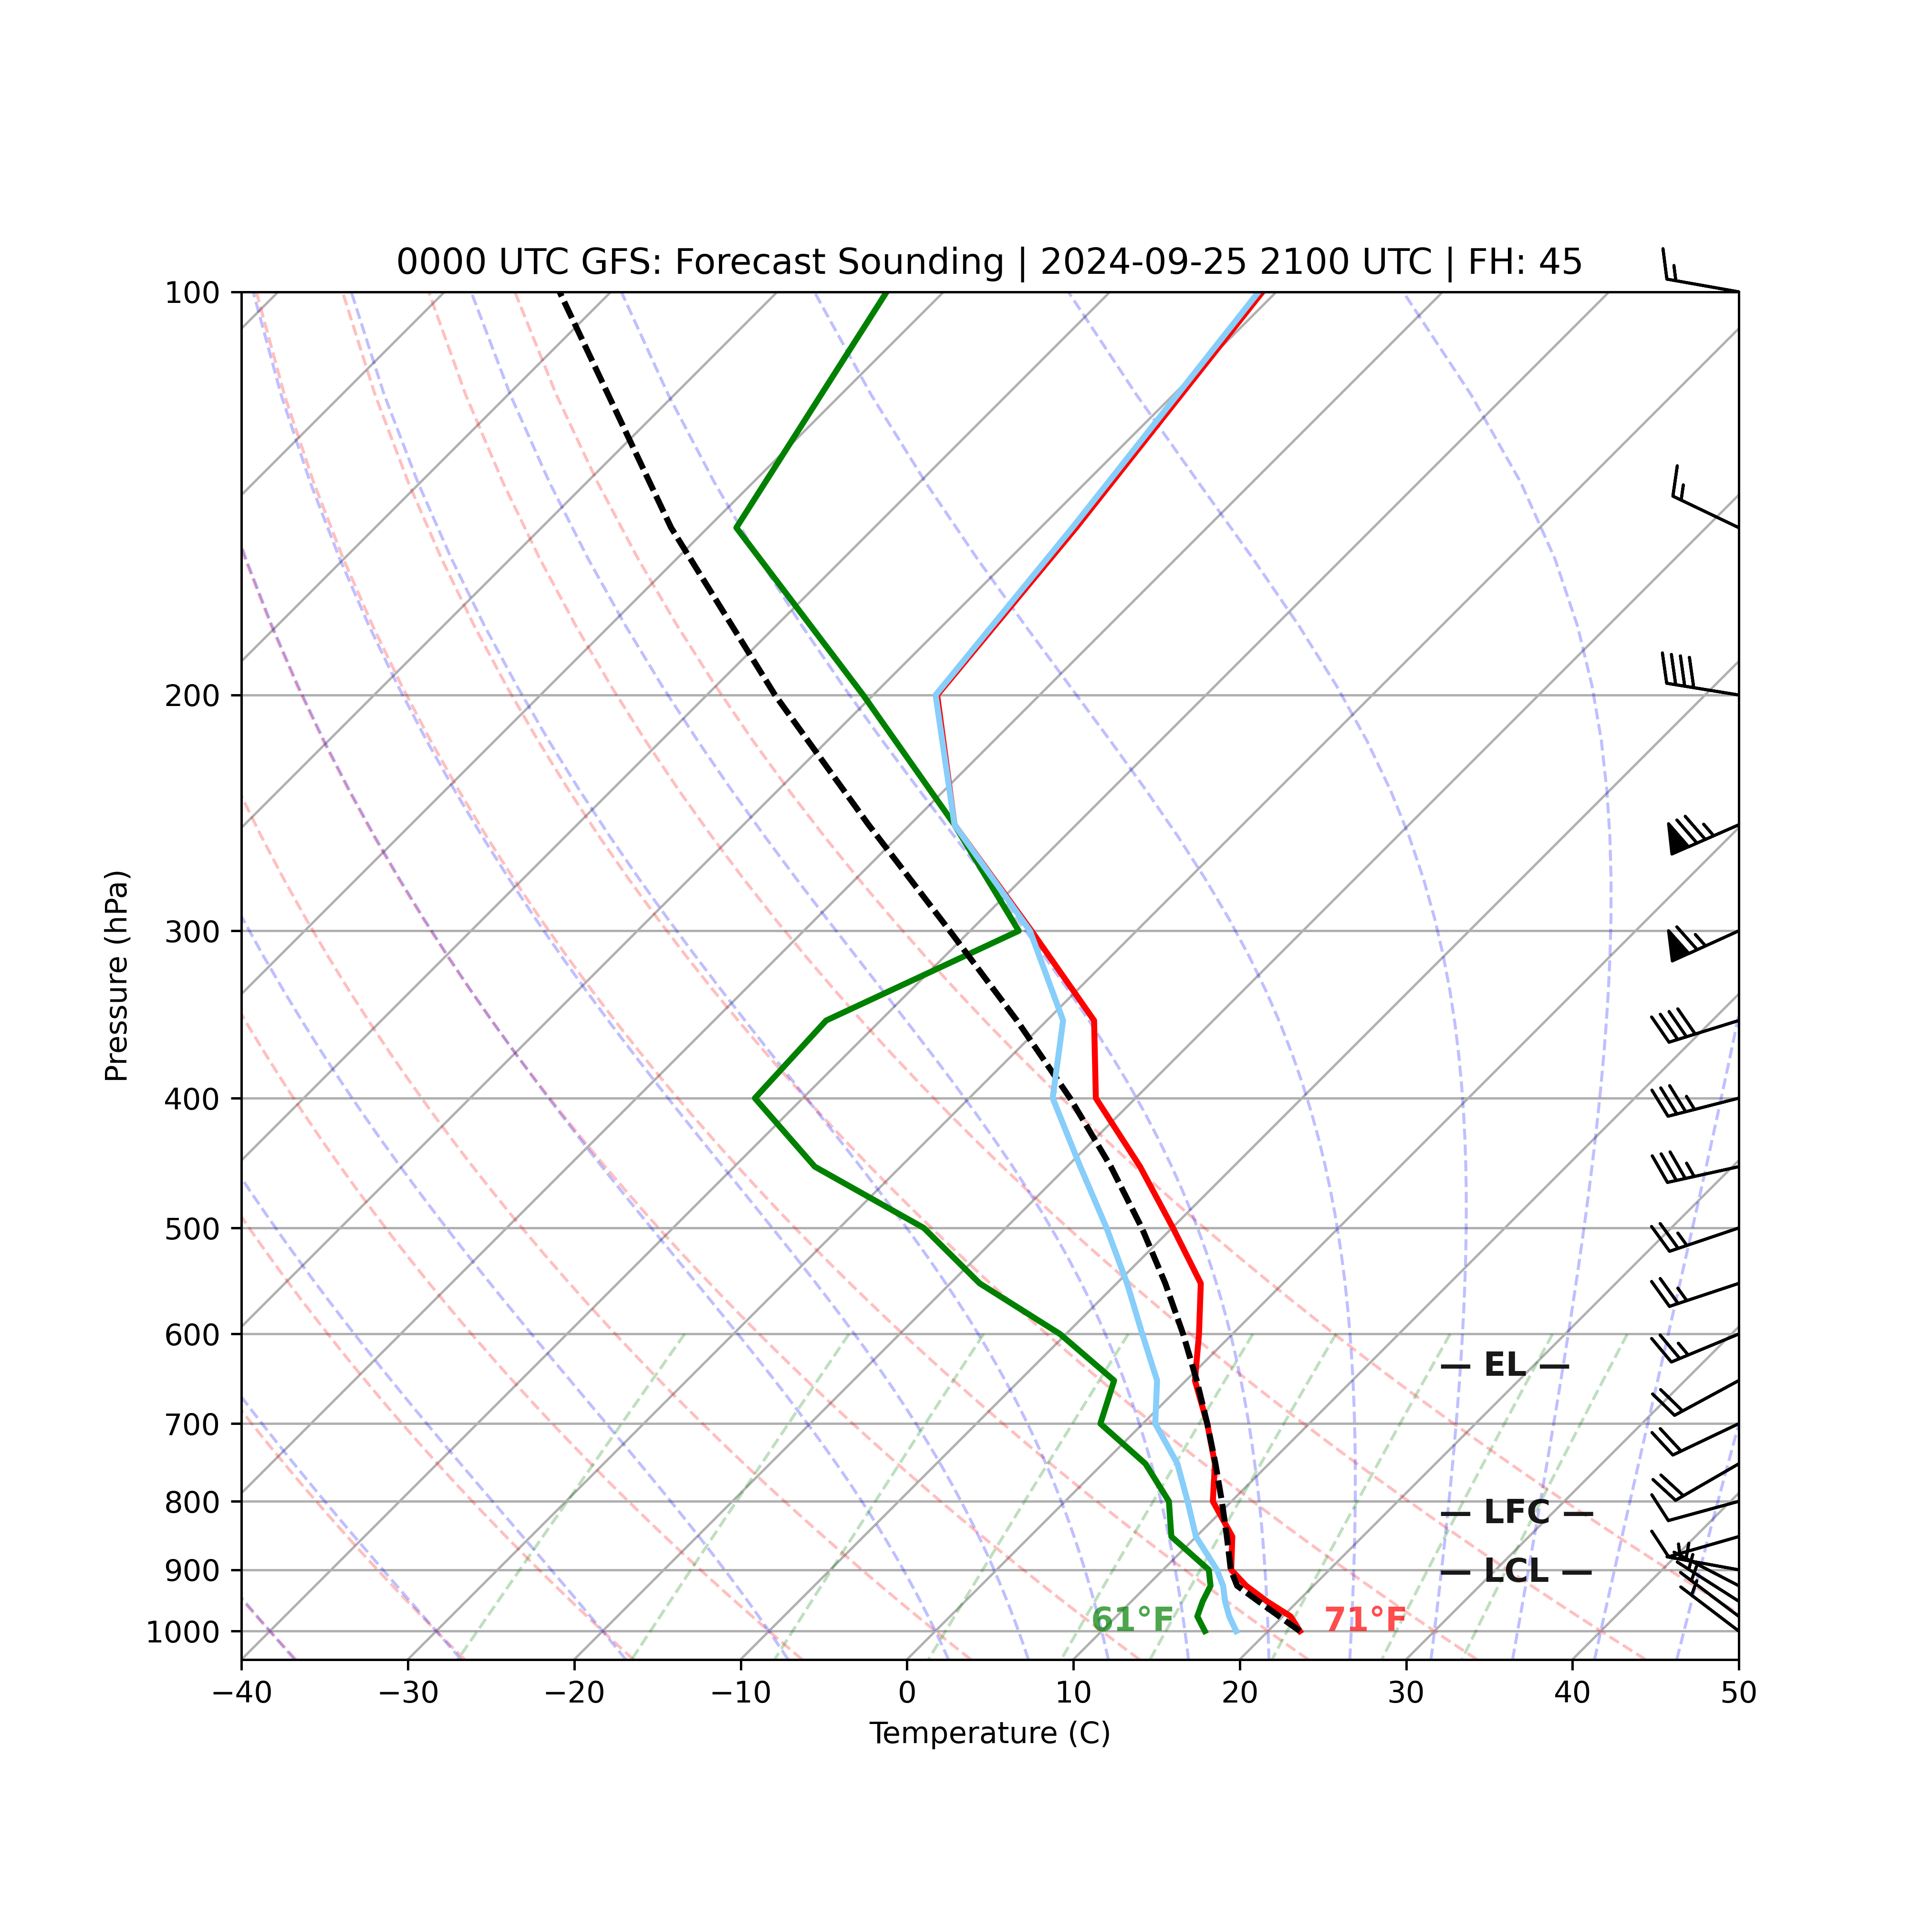 0000 UTC GFS: Forecast Sounding | 2024-09-25 2100 UTC | FH: 45
100
200
300
400
500
600
700
800
900
1000
Pressure (hPa)
— EL —
— LFC —
— LCL —
61°F
71°F
−40
−30
−20
−10
0
10
20
30
40
50
Temperature (C)